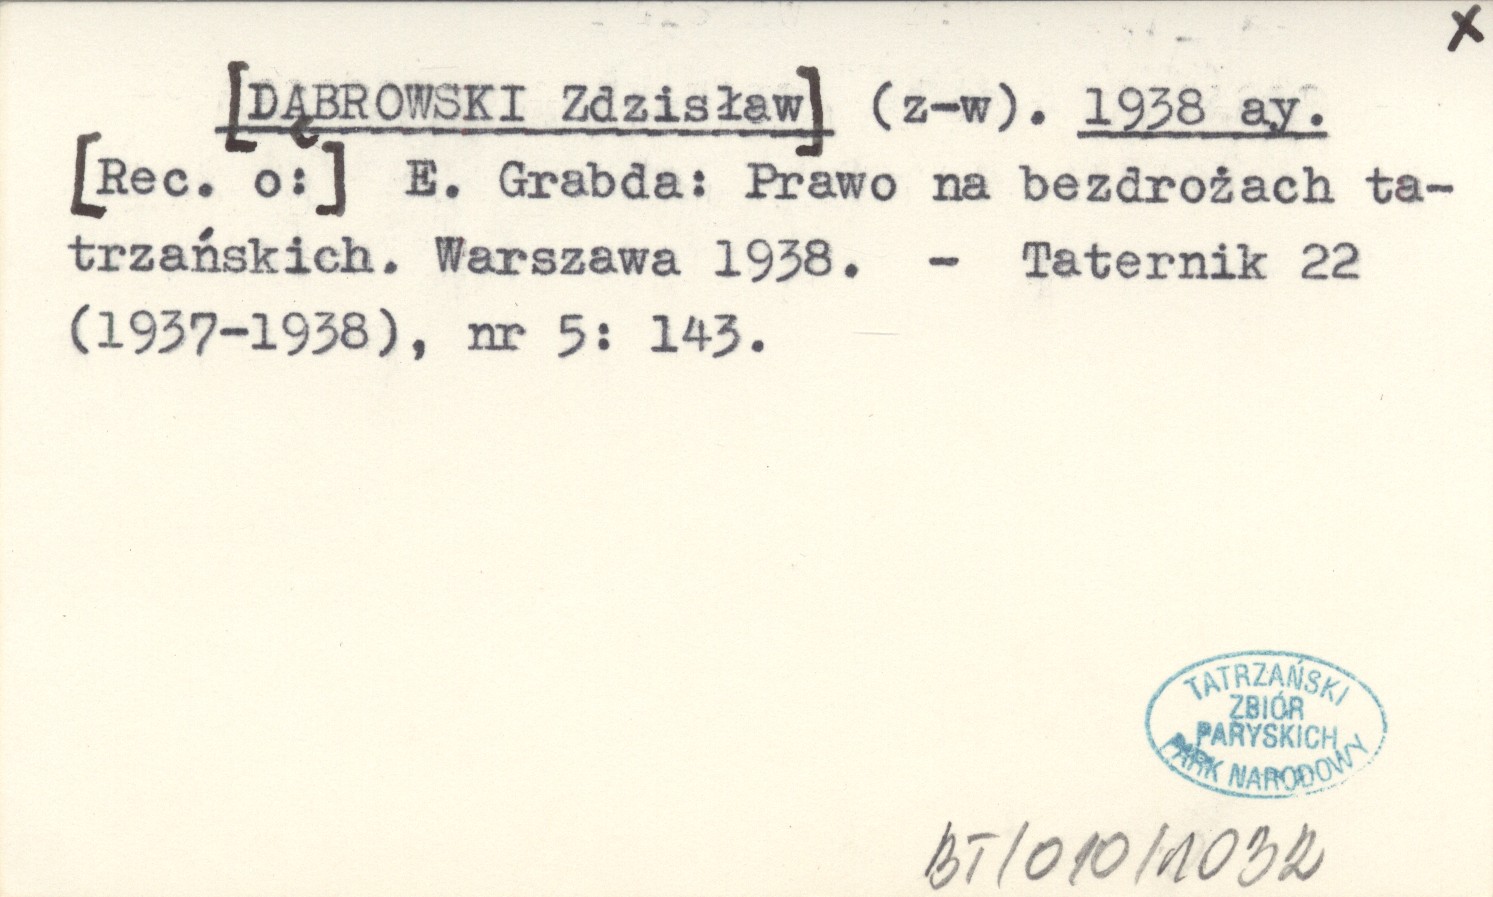 x
[DĄBROWSKI Zdzisław] (z-w). 1938 ay.
[Rec. o:] E. Grabda: Prawo na bezdrożach ta-
trzańskich. Warszawa 1938. - Taternik 22
(1937-1938), nr 5: 143.
TATRZAŃSKI
ZBIÓR
PARYSKICH
PARK NARODOWY
BT/010/1032